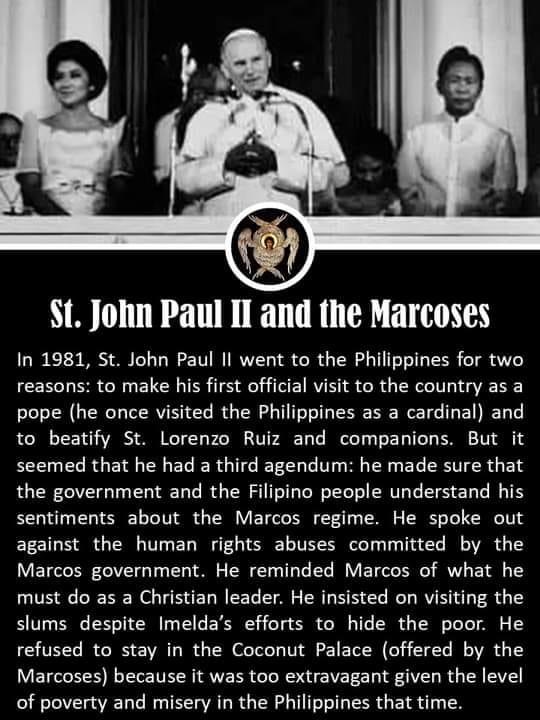 St. John Paul II and the Marcoses
In 1981, St. John Paul II went to the Philippines for two
reasons: to make his first official visit to the country as a
pope (he once visited the Philippines as a cardinal) and
to beatify St. Lorenzo Ruiz and companions. But it
seemed that he had a third agendum: he made sure that
the government and the Filipino people understand his
sentiments about the Marcos regime. He spoke out
against the human rights abuses committed by the
Marcos government. He reminded Marcos of what he
must do as a Christian leader. He insisted on visiting the
slums despite Imelda’s efforts to hide the poor. He
refused to stay in the Coconut Palace (offered by the
Marcoses) because it was too extravagant given the level
of poverty and misery in the Philippines that time.